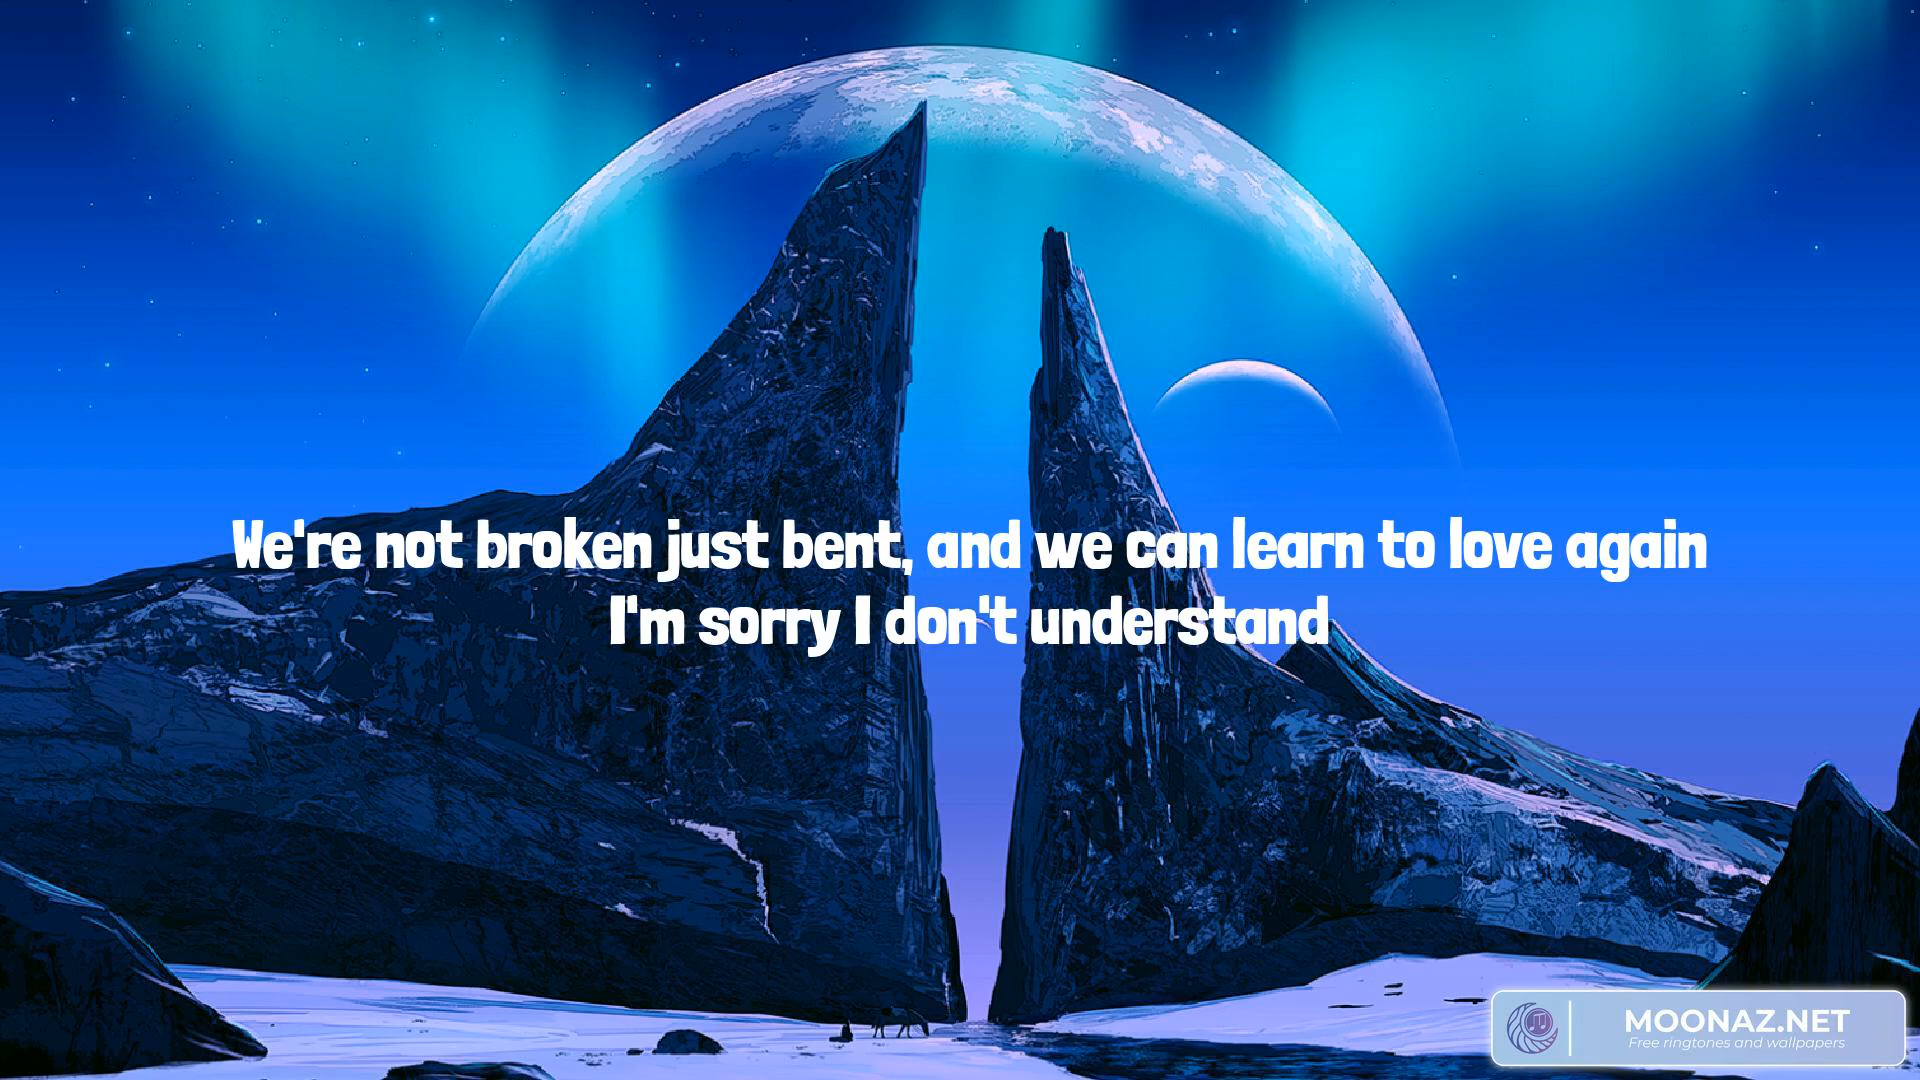 We're not broken just bent, and we can learn to love again
I'm sorry I don't understand
MOONAZ.NET
Free ringtones and wallpapers